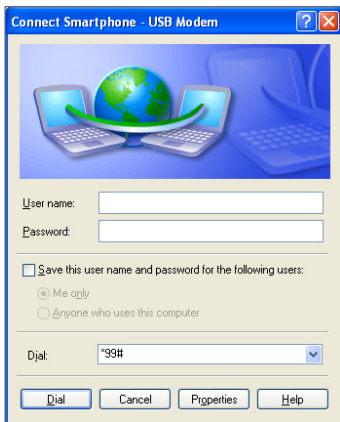 Connect Smartphone - USB Modem
User name:
Password:
Save this user name and password for the following users:
Me only
Anyone who uses this computer
Dial: *99#
Dial Cancel Properties Help